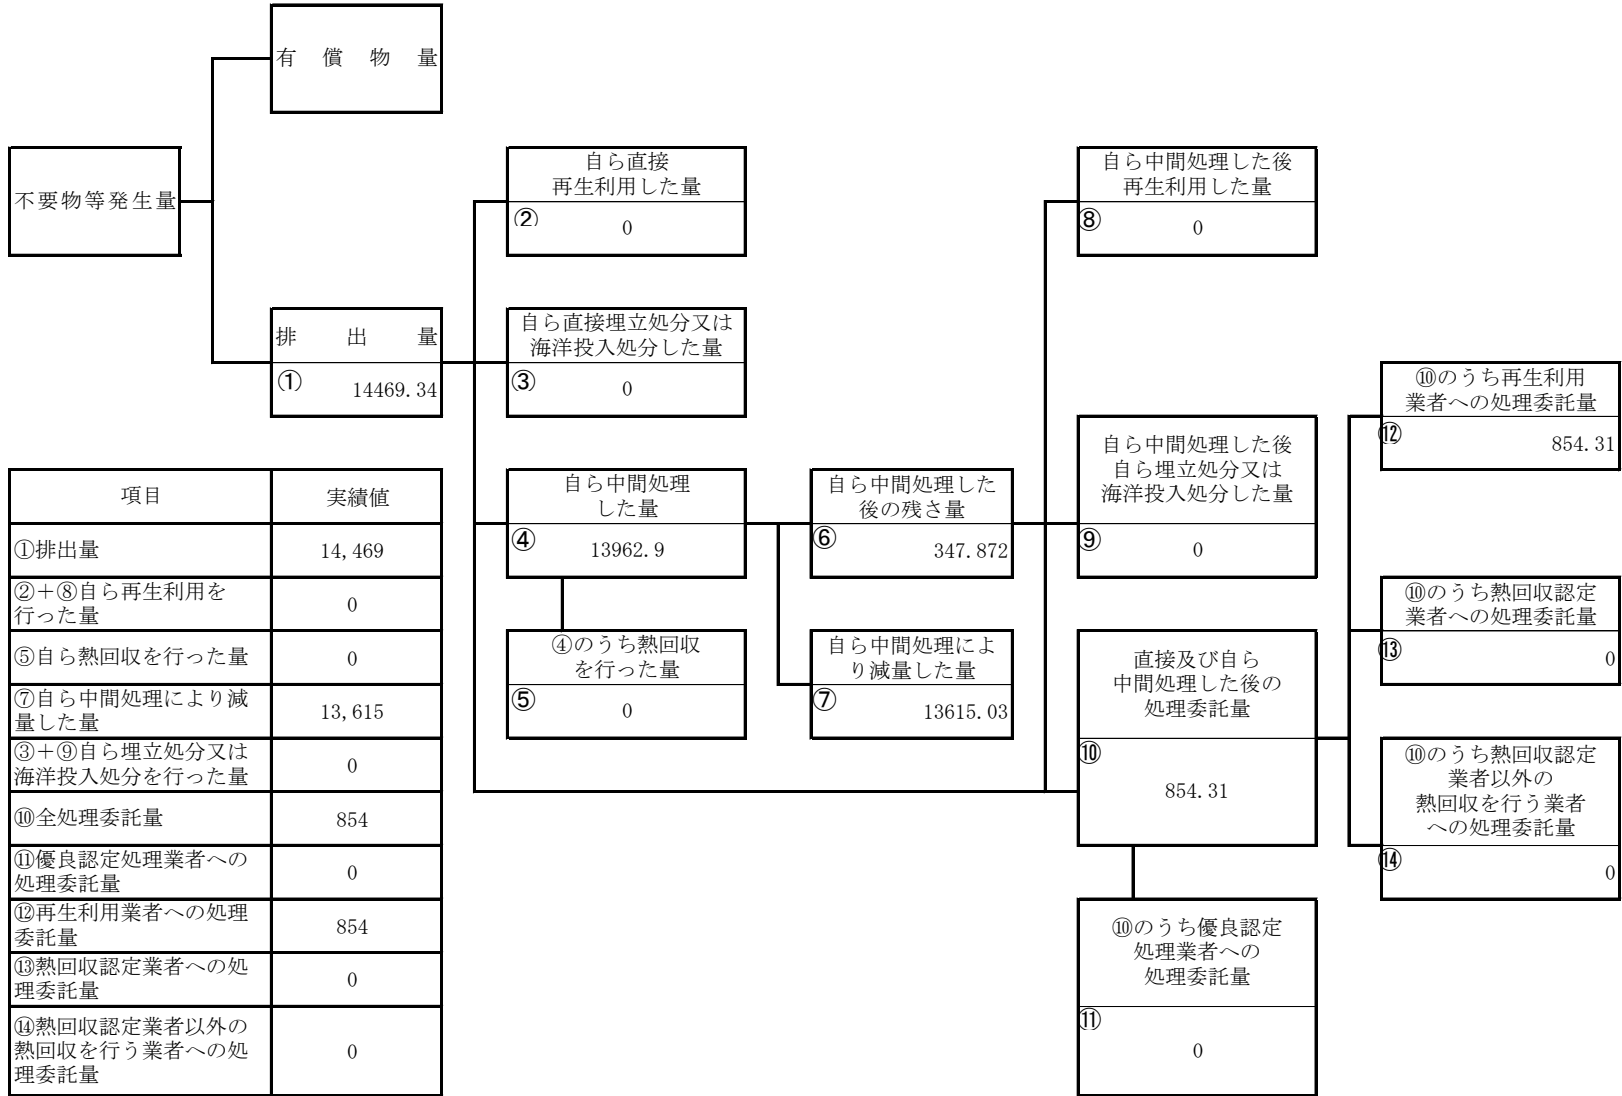 有償物量
不要物等発生量
排出量
① 14469.34
自ら直接
再生利用した量
② 0
自ら直接埋立処分又は
海洋投入処分した量
③ 0
自ら中間処理
した量
④ 13962.9
④のうち熱回収
を行った量
⑤ 0
自ら中間処理した
後の残さ量
⑥ 347.872
自ら中間処理によ
り減量した量
⑦ 13615.03
自ら中間処理した後
再生利用した量
⑧ 0
自ら中間処理した後
自ら埋立処分又は
海洋投入処分した量
⑨ 0
直接及び自ら
中間処理した後の
処理委託量
⑩
854.31
⑩のうち優良認定
処理業者への
処理委託量
⑪
0
⑩のうち再生利用
業者への処理委託量
⑫ 854.31
⑩のうち熱回収認定
業者への処理委託量
⑬ 0
⑩のうち熱回収認定
業者以外の
熱回収を行う業者
への処理委託量
⑭ 0
項目 実績値
①排出量 14,469
②+⑧自ら再生利用を
行った量 0
⑤自ら熱回収を行った量 0
⑦自ら中間処理により減
量した量 13,615
③+⑨自ら埋立処分又は
海洋投入処分を行った量 0
⑩全処理委託量 854
⑪優良認定処理業者への
処理委託量 0
⑫再生利用業者への処理
委託量 854
⑬熱回収認定業者への処
理委託量 0
⑭熱回収認定業者以外の
熱回収を行う業者への処
理委託量 0